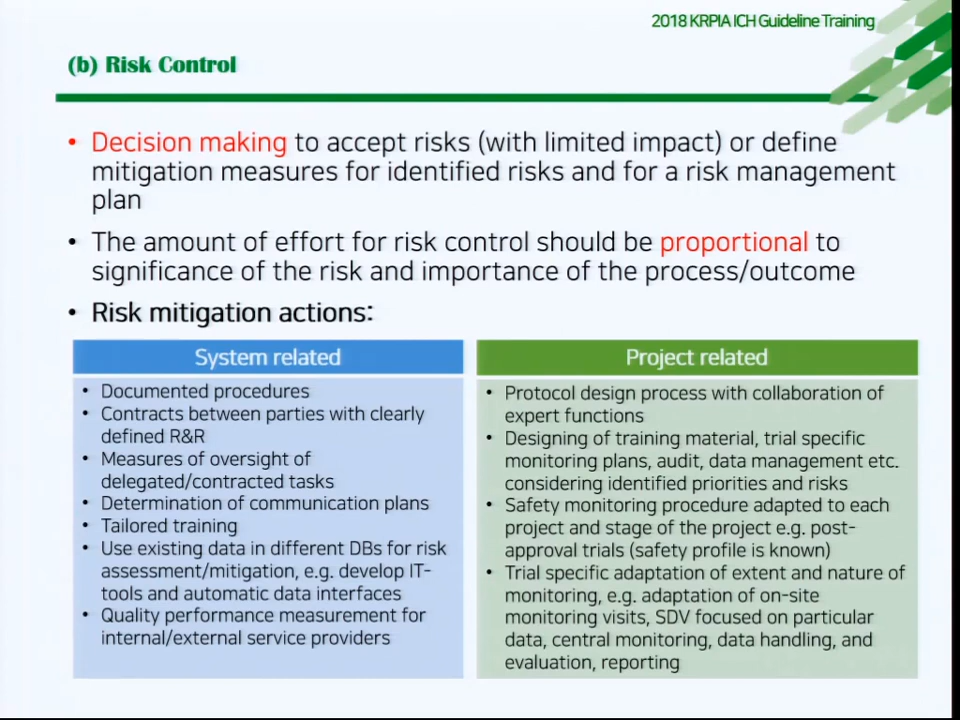 2018 KRPIA ICH Guideline Training
(b) Risk Control
• Decision making to accept risks (with limited impact) or define
mitigation measures for identified risks and for a risk management
plan
• The amount of effort for risk control should be proportional to
significance of the risk and importance of the process/outcome
• Risk mitigation actions:
System related
• Documented procedures
• Contracts between parties with clearly
defined R&R
• Measures of oversight of
delegated/contracted tasks
• Determination of communication plans
• Tailored training
• Use existing data in different DBs for risk
assessment/mitigation, e.g. develop IT-
tools and automatic data interfaces
• Quality performance measurement for
internal/external service providers
Project related
• Protocol design process with collaboration of
expert functions
• Designing of training material, trial specific
monitoring plans, audit, data management etc.
considering identified priorities and risks
• Safety monitoring procedure adapted to each
project and stage of the project e.g. post-
approval trials (safety profile is known)
• Trial specific adaptation of extent and nature of
monitoring, e.g. adaptation of on-site
monitoring visits, SDV focused on particular
data, central monitoring, data handling, and
evaluation, reporting